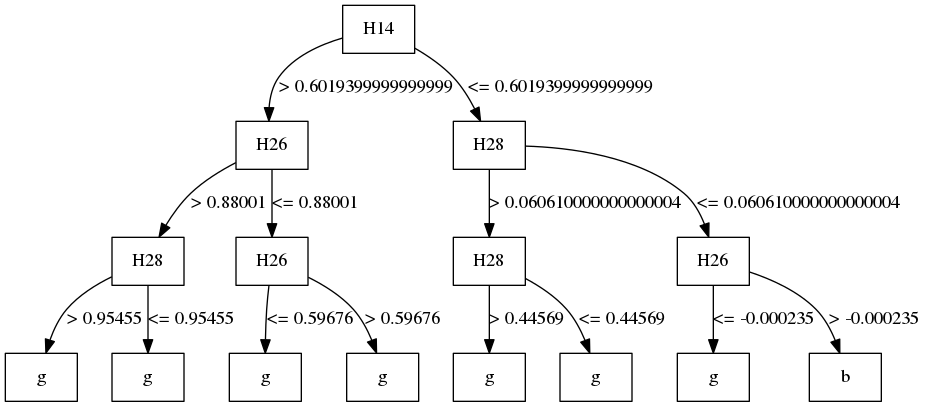 H14
> 0.6019399999999999 <= 0.6019399999999999
H26 H28
> 0.88001 <= 0.88001 > 0.060610000000000004 <= 0.060610000000000004
H28 H26 H28 H26
> 0.95455 <= 0.95455 <= 0.59676 > 0.59676 > 0.44569 <= 0.44569 <= -0.000235 > -0.000235
g g g g g g g b